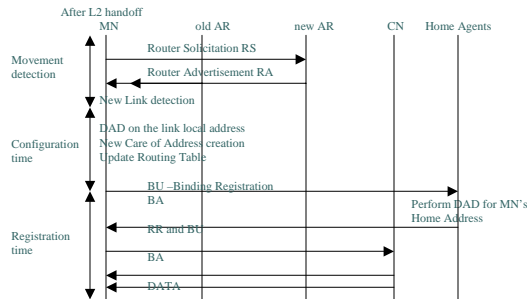 After L2 handoff
MN
old AR
new AR
CN
Home Agents
Movement
detection
Router Solicitation RS
Router Advertisement RA
New Link detection
Configuration
time
DAD on the link local address
New Care of Address creation
Update Routing Table
BU –Binding Registration
BA
Perform DAD for MN's
Home Address
Registration
time
RR and BU
BA
DATA